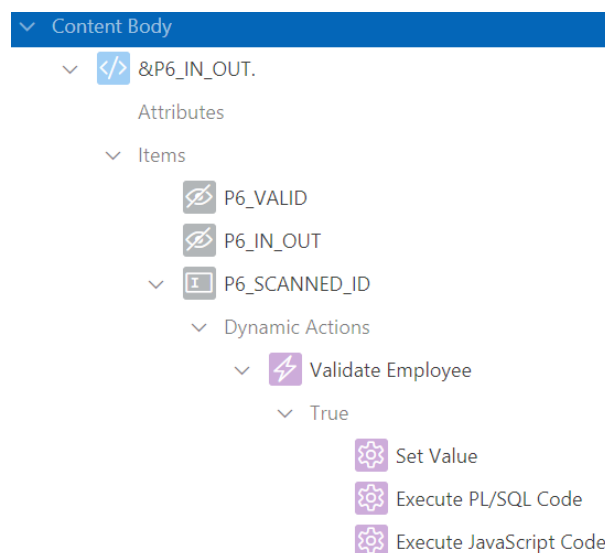 Content Body
&P6_IN_OUT.
Attributes
Items
P6_VALID
P6_IN_OUT
P6_SCANNED_ID
Dynamic Actions
Validate Employee
True
Set Value
Execute PL/SQL Code
Execute JavaScript Code